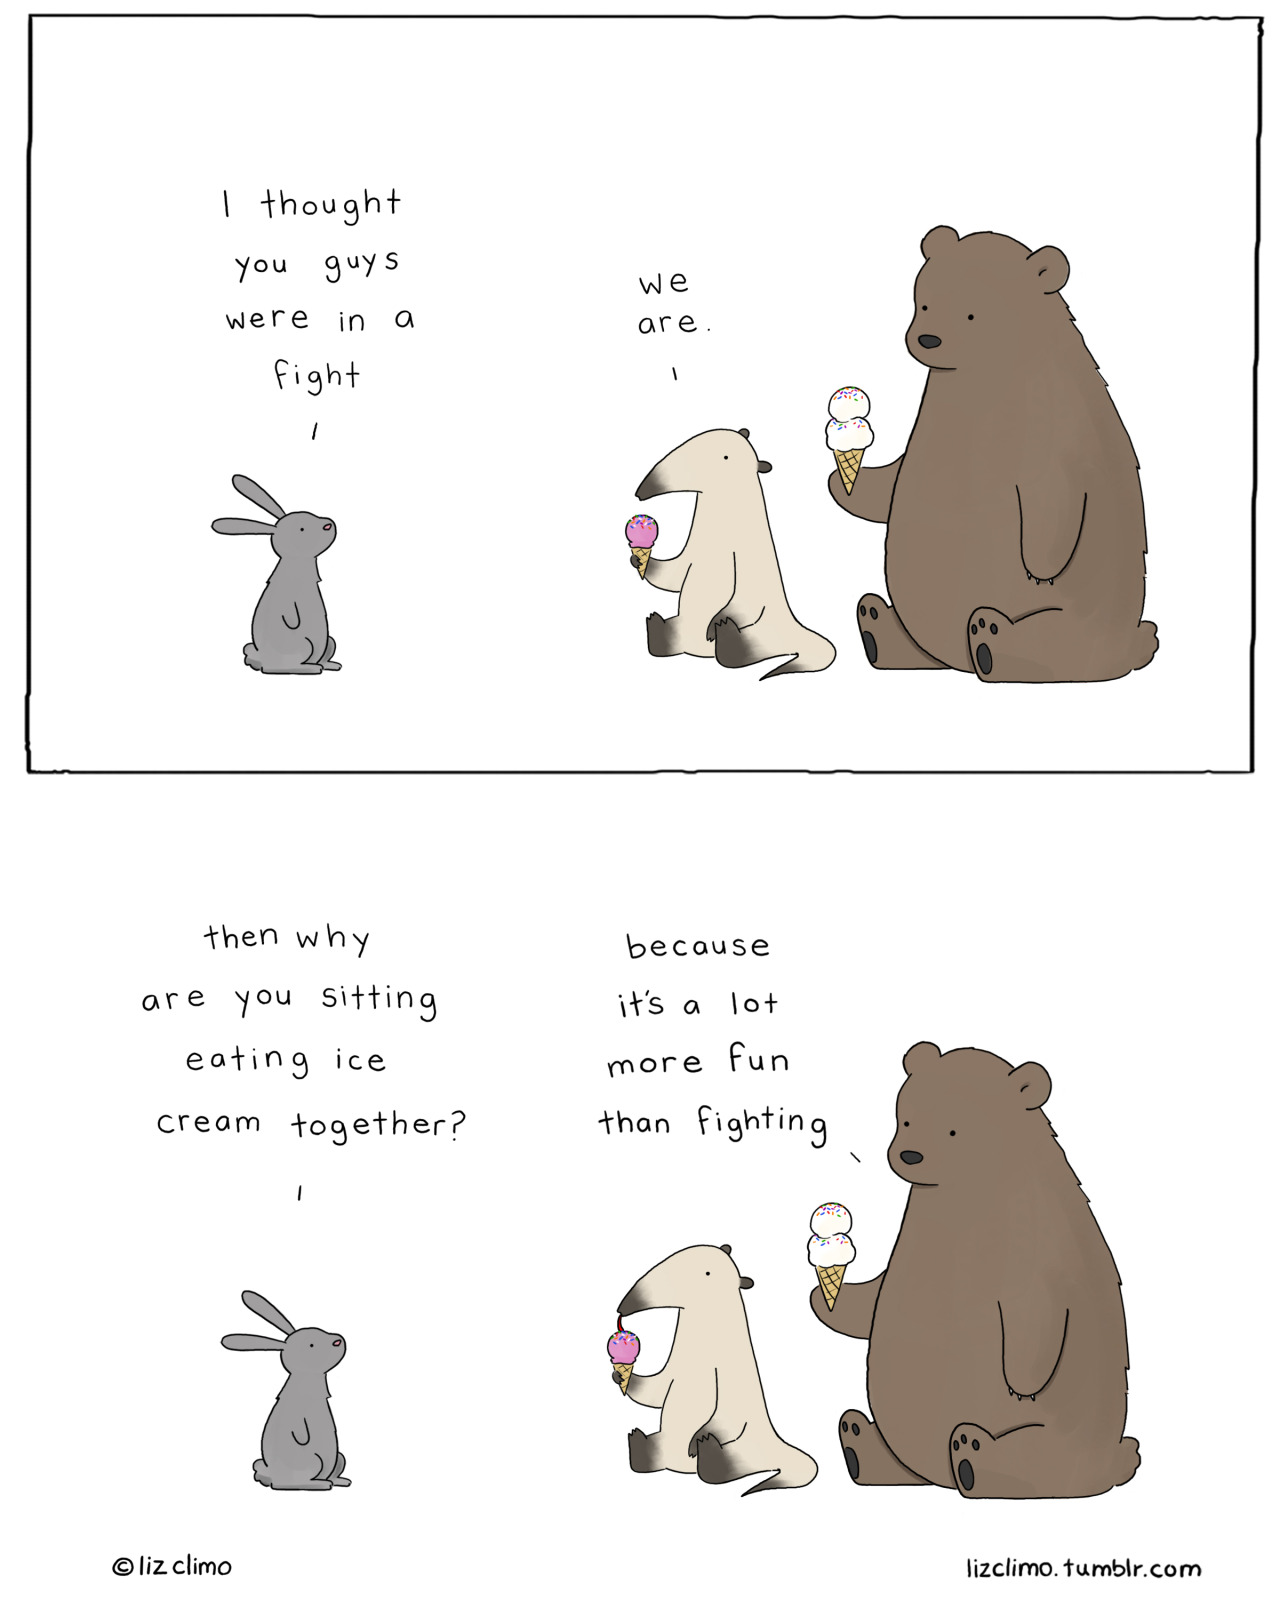 I thought
you guys
were in a
fight
we
are.
then why
are you sitting
eating ice
cream together?
because
it's a lot
more fun
than fighting
© liz climo
lizclimo.tumblr.com